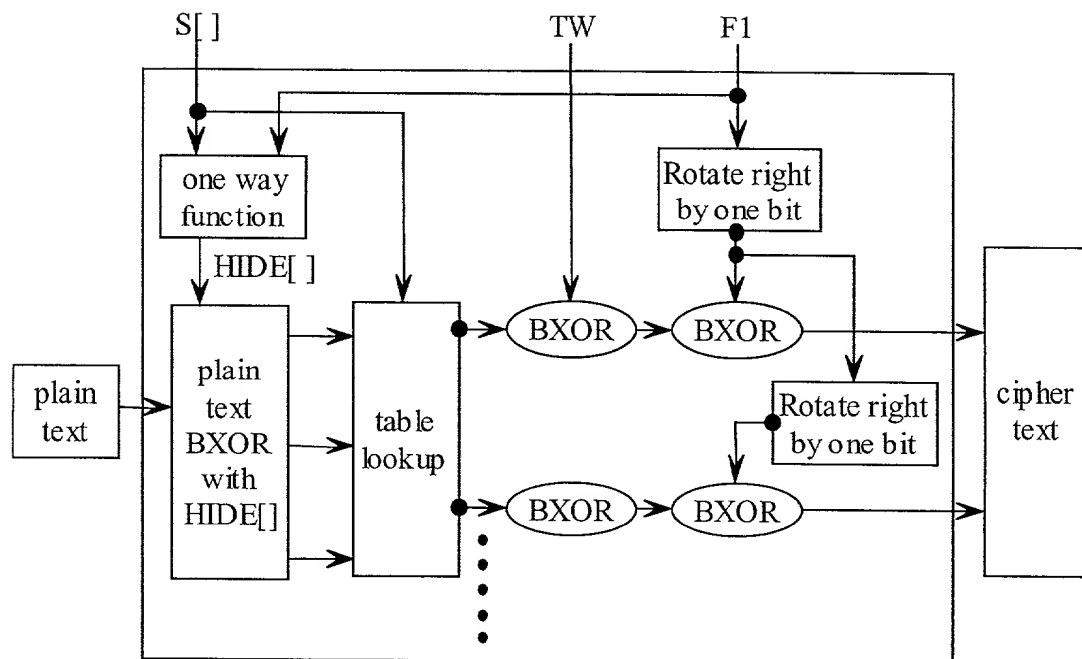 S[ ]
TW
F1
one way
function
Rotate right
by one bit
HIDE[ ]
plain
text
plain
text
BXOR
with
HIDE[]
table
lookup
BXOR
BXOR
Rotate right
by one bit
BXOR
BXOR
cipher
text